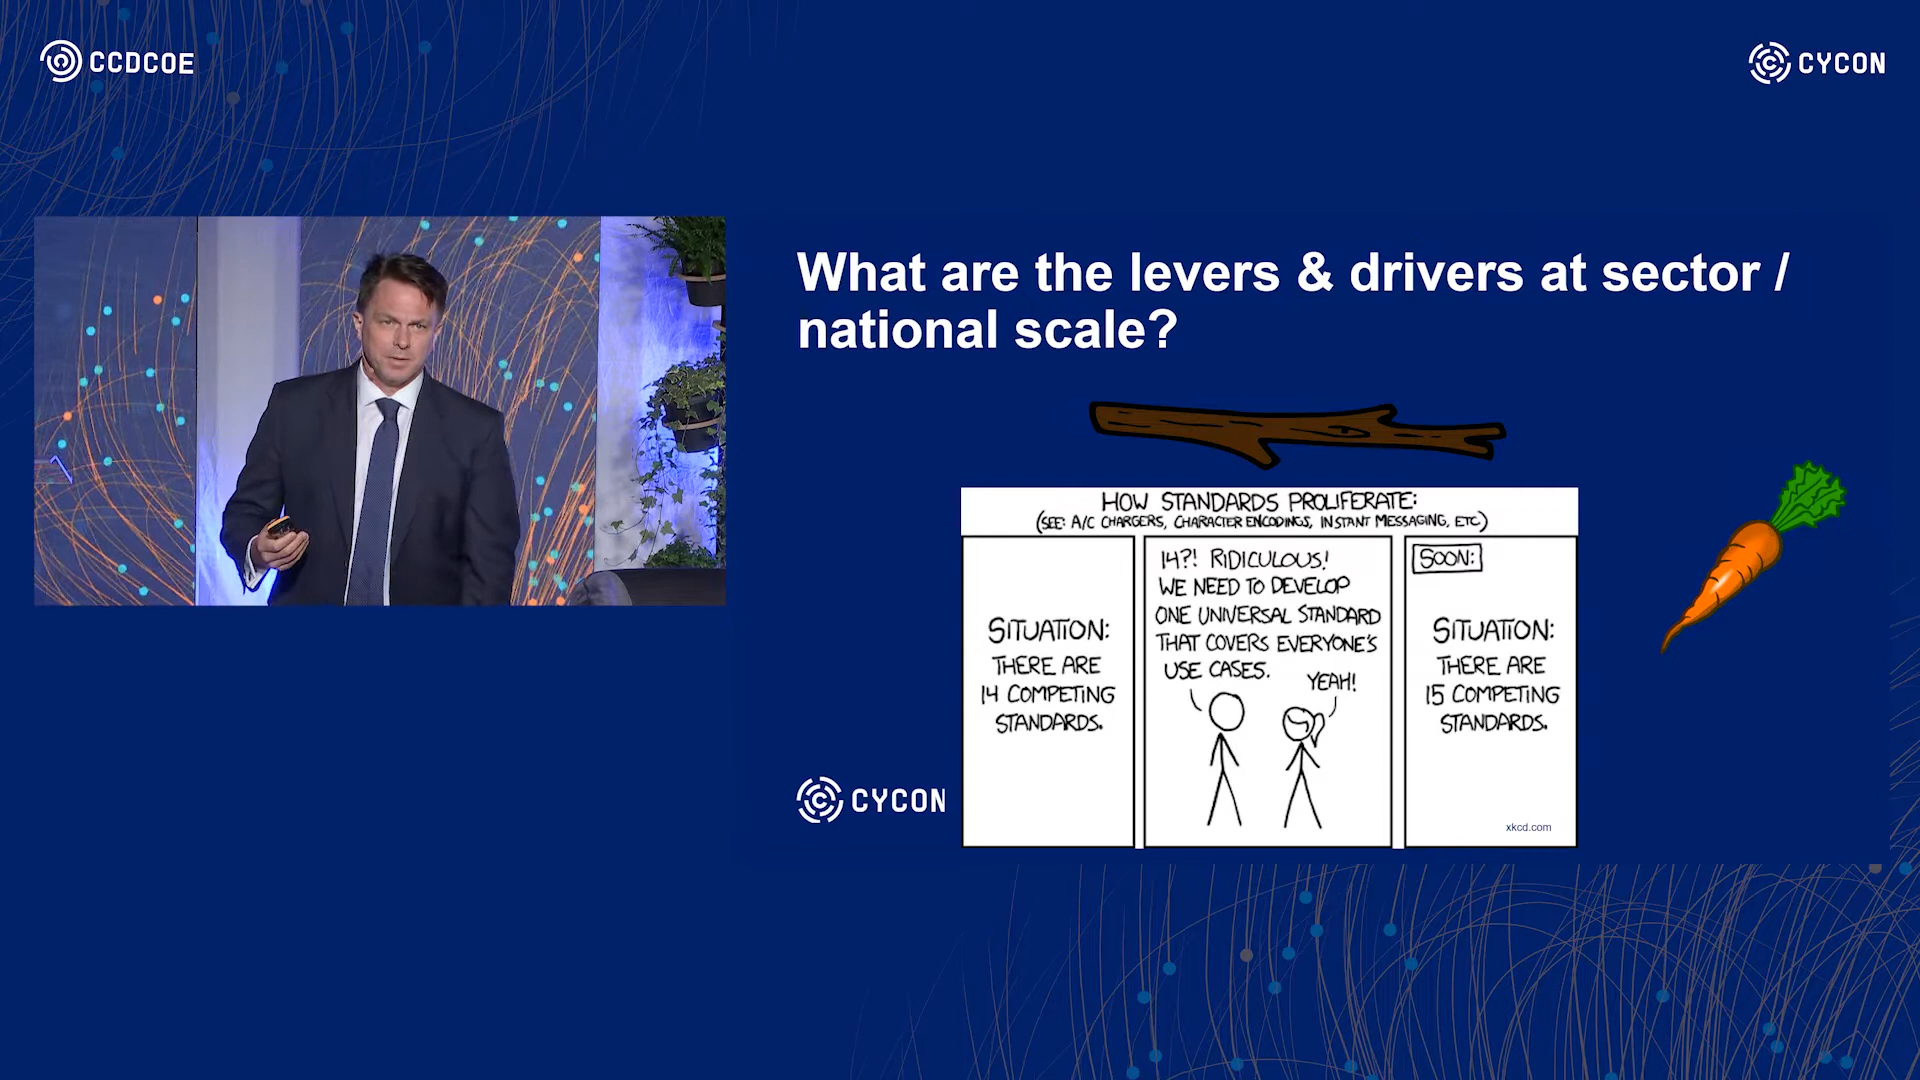 CCDCOE
CYCON
What are the levers & drivers at sector /
national scale?
HOW STANDARDS PROLIFERATE:
(SEE: A/C CHARGERS, CHARACTER ENCODINGS, INSTANT MESSAGING, ETC.)
SITUATION:
THERE ARE
14 COMPETING
STANDARDS.
14?! RIDICULOUS!
WE NEED TO DEVELOP
ONE UNIVERSAL STANDARD
THAT COVERS EVERYONE'S
USE CASES.
YEAH!
SOON:
SITUATION:
THERE ARE
15 COMPETING
STANDARDS.
xkcd.com
CYCON